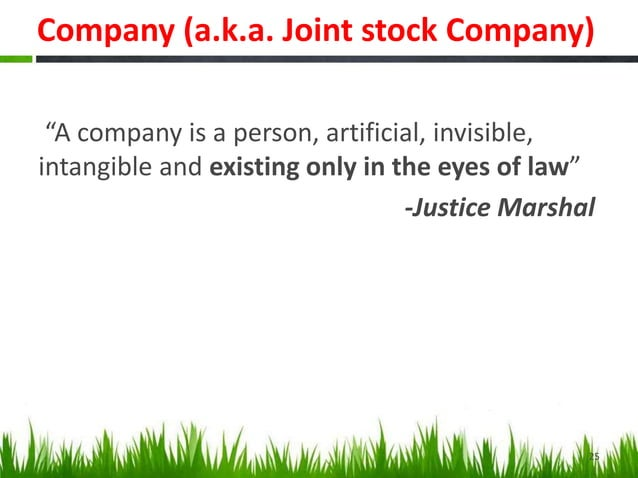 Company (a.k.a. Joint stock Company)
“A company is a person, artificial, invisible,
intangible and existing only in the eyes of law”
-Justice Marshal
25